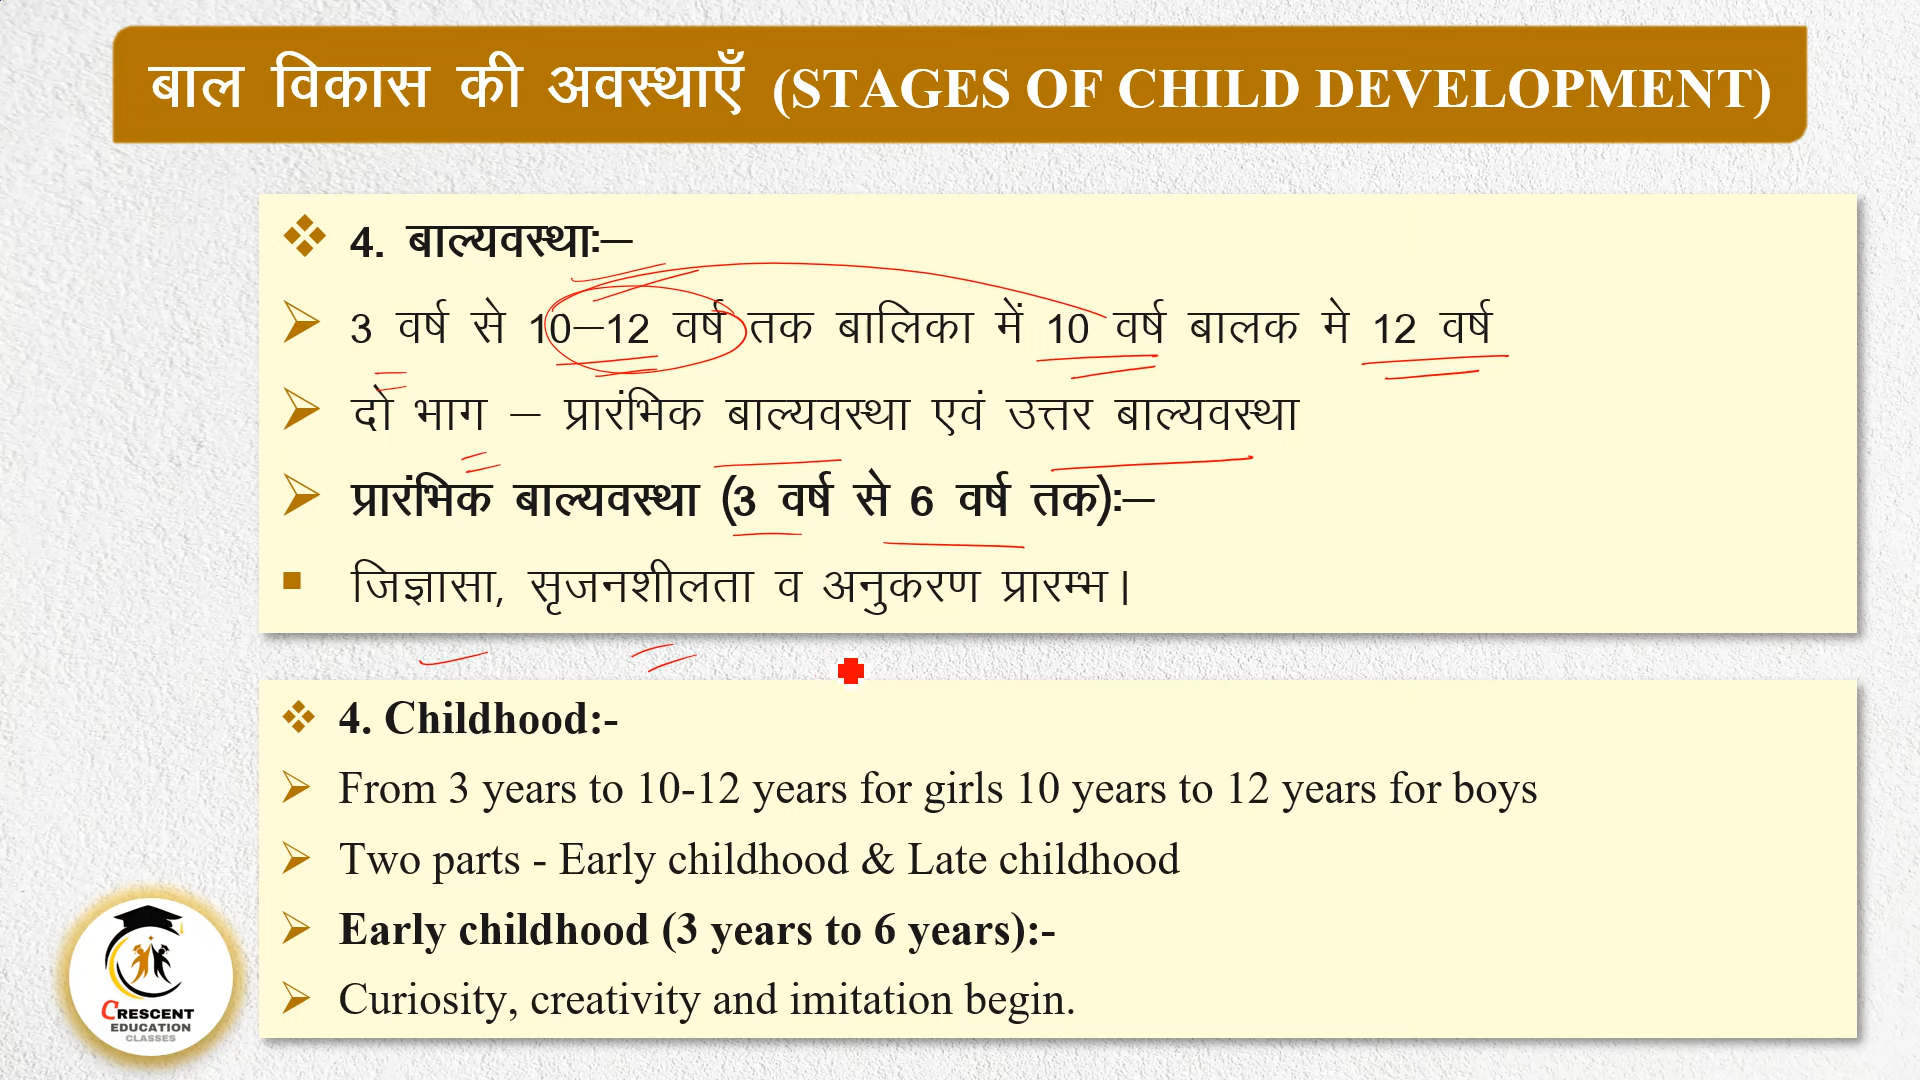 बाल विकास की अवस्थाएँ (STAGES OF CHILD DEVELOPMENT)
4. बाल्यवस्थाः–
3 वर्ष से 10–12 वर्ष तक बालिका में 10 वर्ष बालक मे 12 वर्ष
दो भाग – प्रारंभिक बाल्यवस्था एवं उत्तर बाल्यवस्था
प्रारंभिक बाल्यवस्था (3 वर्ष से 6 वर्ष तक):–
जिज्ञासा, सृजनशीलता व अनुकरण प्रारम्भ।
4. Childhood:-
From 3 years to 10-12 years for girls 10 years to 12 years for boys
Two parts - Early childhood & Late childhood
Early childhood (3 years to 6 years):-
Curiosity, creativity and imitation begin.
CRESCENT
EDUCATION
CLASSES